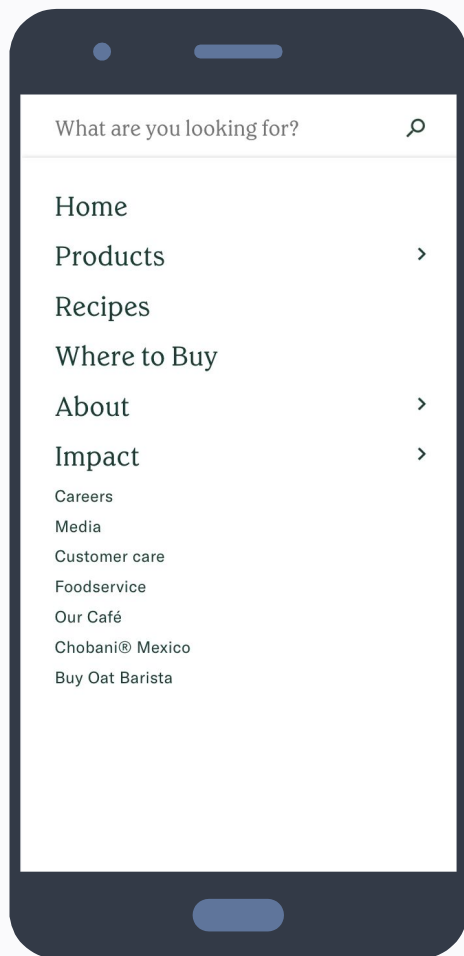 What are you looking for?
Home
Products
Recipes
Where to Buy
About
Impact
Careers
Media
Customer care
Foodservice
Our Café
Chobani® Mexico
Buy Oat Barista